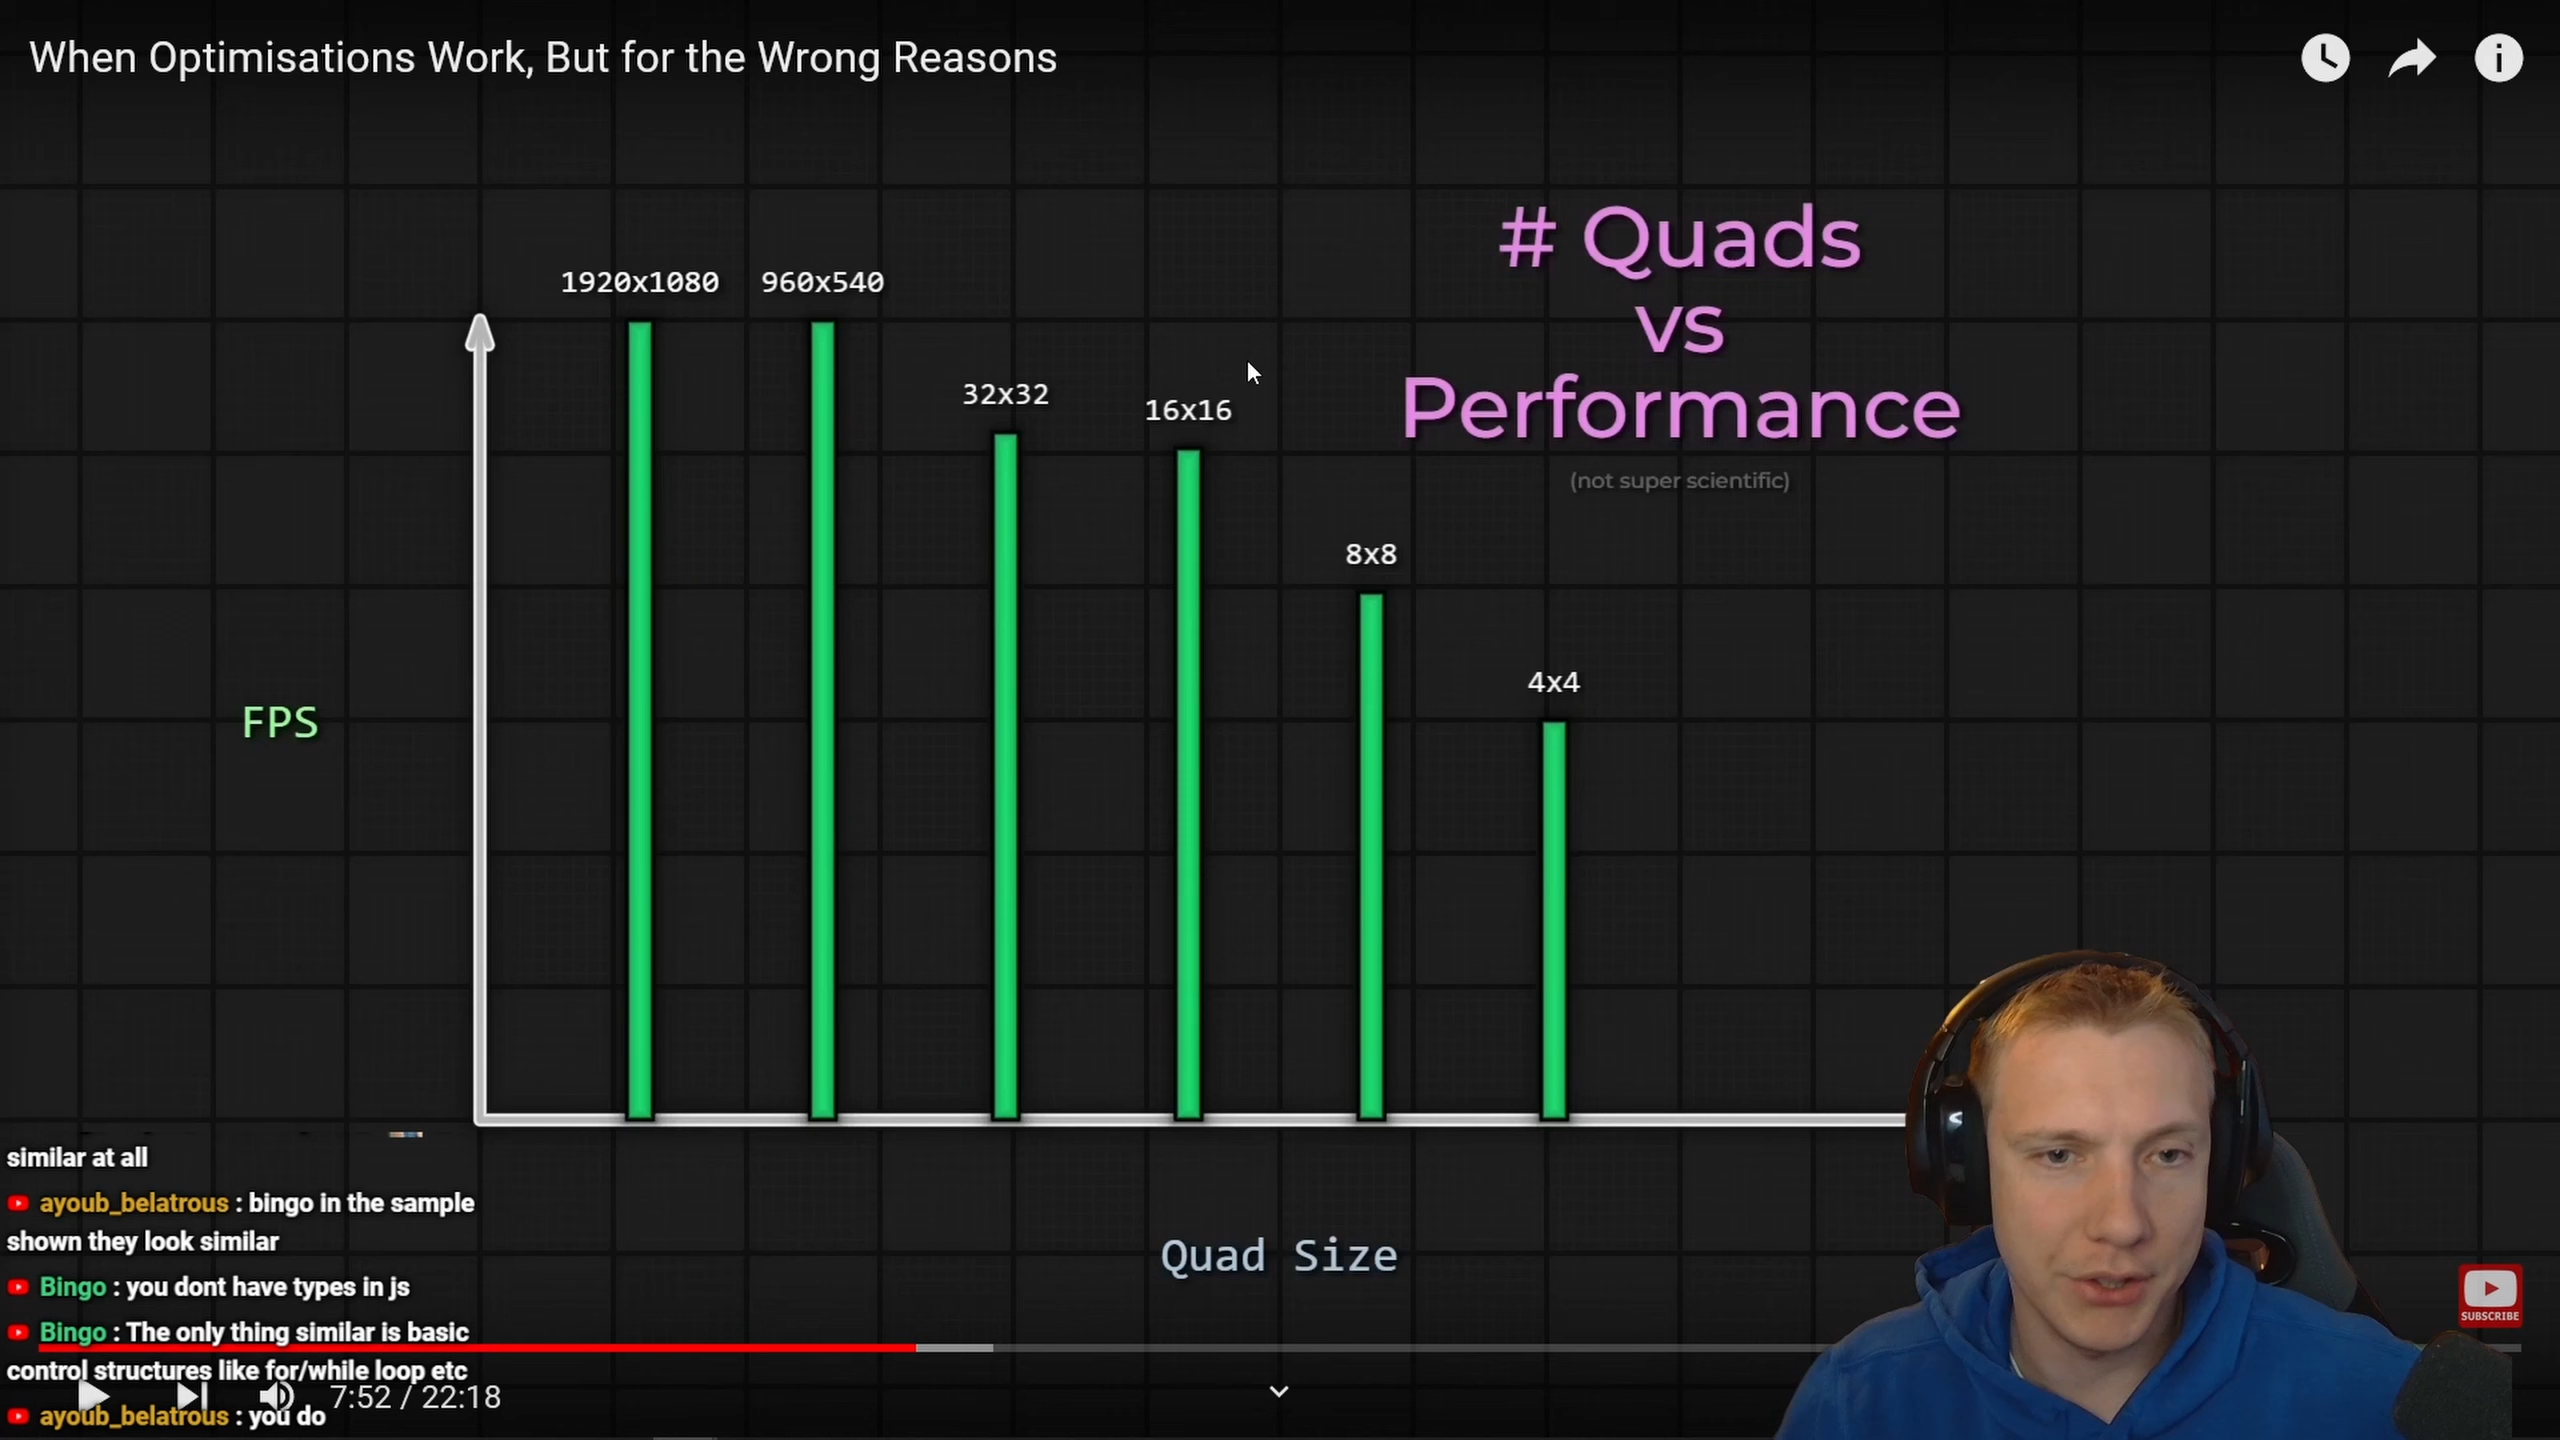 When Optimisations Work, But for the Wrong Reasons
# Quads
vs
Performance
(not super scientific)
1920x1080
960x540
32x32
16x16
8x8
4x4
FPS
Quad Size
similar at all
ayoub_belatrous : bingo in the sample
shown they look similar
Bingo : you dont have types in js
Bingo : The only thing similar is basic
control structures like for/while loop etc
7:52 / 22:18
ayoub_belatrous : you do
SUBSCRIBE